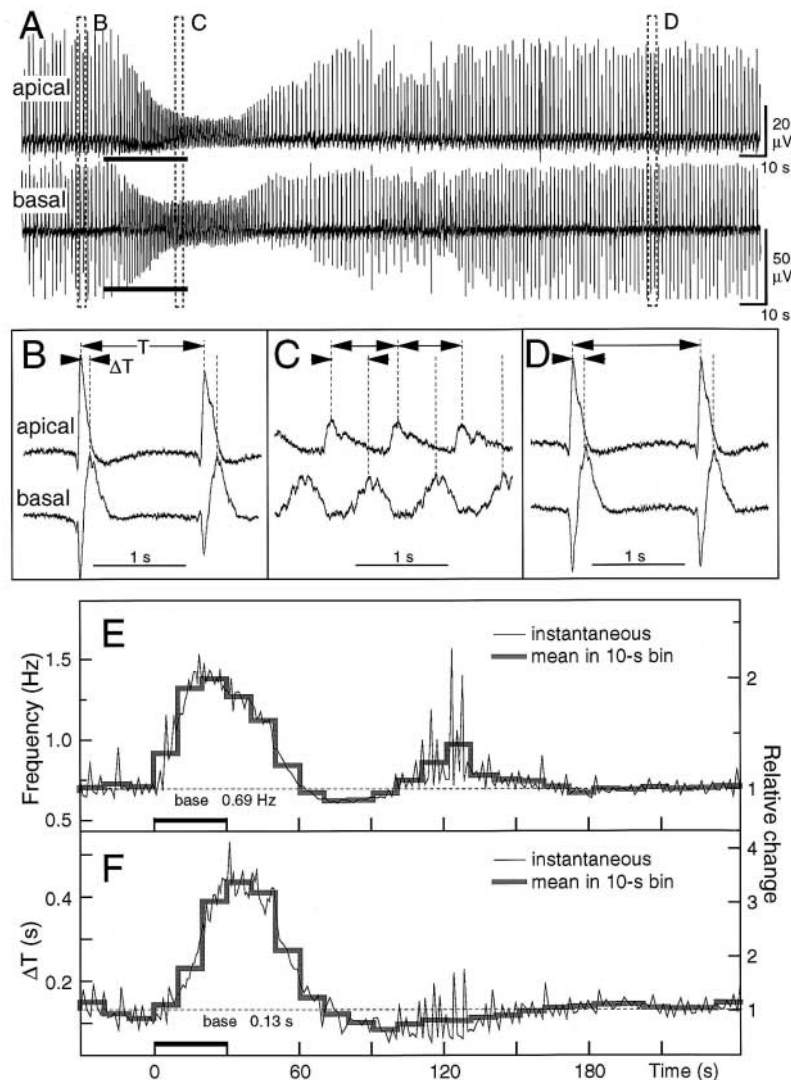 A B C D
apical
20
μV
10 s
basal
50
μV
10 s
B T C D
ΔT
apical
basal
1 s 1 s 1 s
E
instantaneous
mean in 10-s bin
1.5
1.0
0.5
Frequency (Hz)
base 0.69 Hz
2
1
Relative change
F
instantaneous
mean in 10-s bin
0.4
0.2
ΔT (s)
base 0.13 s
4
3
2
1
0 60 120 180 Time (s)